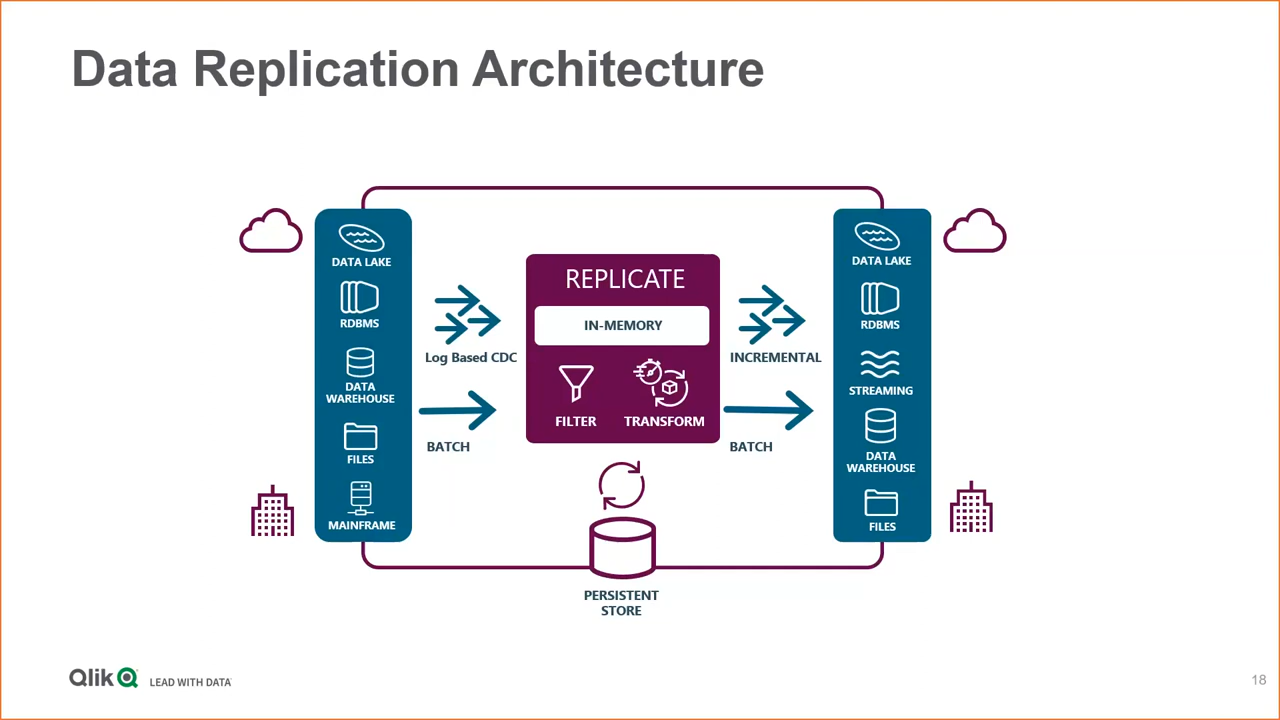 Data Replication Architecture
DATA LAKE
RDBMS
DATA
WAREHOUSE
FILES
MAINFRAME
Log Based CDC
BATCH
REPLICATE
IN-MEMORY
FILTER
TRANSFORM
INCREMENTAL
BATCH
DATA LAKE
RDBMS
STREAMING
DATA
WAREHOUSE
FILES
PERSISTENT
STORE
Qlik LEAD WITH DATA
18